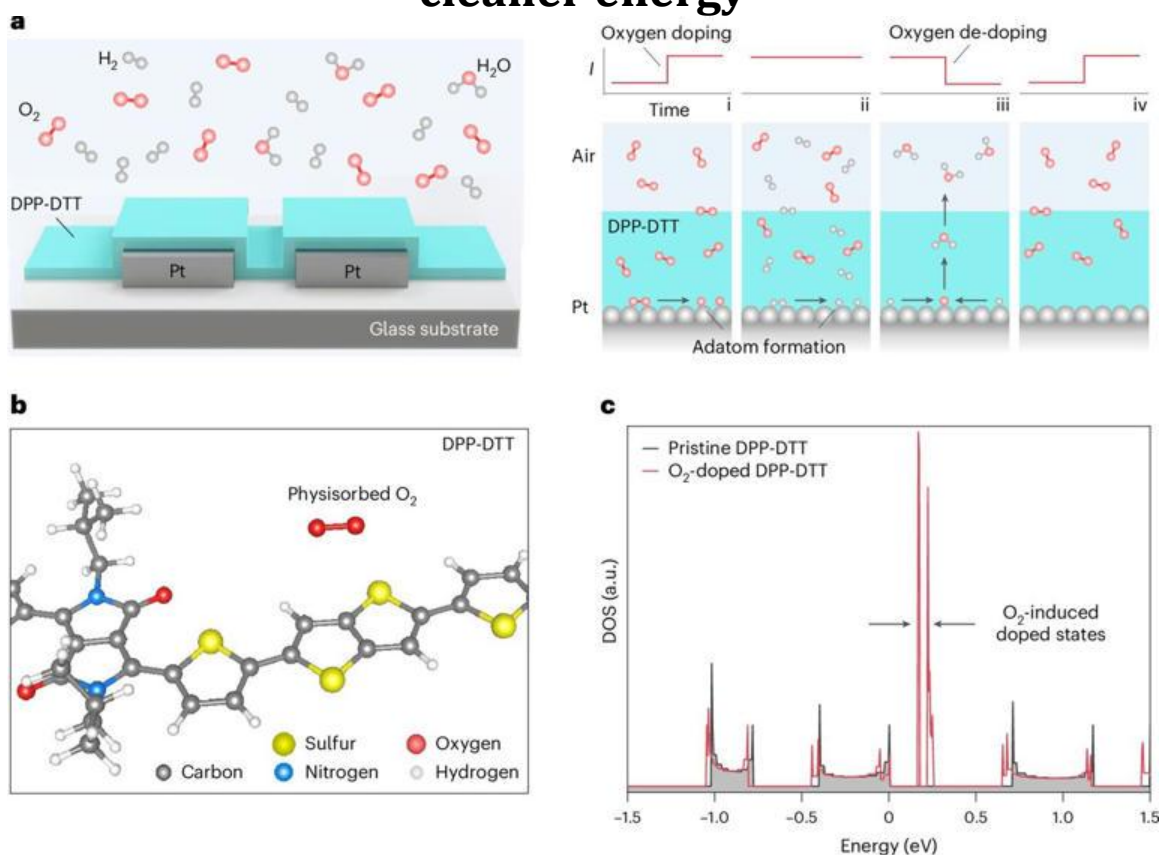 cleaner energy
a
H2
H2O
O2
DPP-DTT
Pt
Pt
Glass substrate
Oxygen doping
Oxygen de-doping
I
Time
i
ii
iii
iv
Air
DPP-DTT
Pt
Adatom formation
b
DPP-DTT
Physisorbed O2
Sulfur
Oxygen
Carbon
Nitrogen
Hydrogen
c
Pristine DPP-DTT
O2-doped DPP-DTT
O2-induced
doped states
DOS (a.u.)
−1.5
−1.0
−0.5
0
0.5
1.0
1.5
Energy (eV)